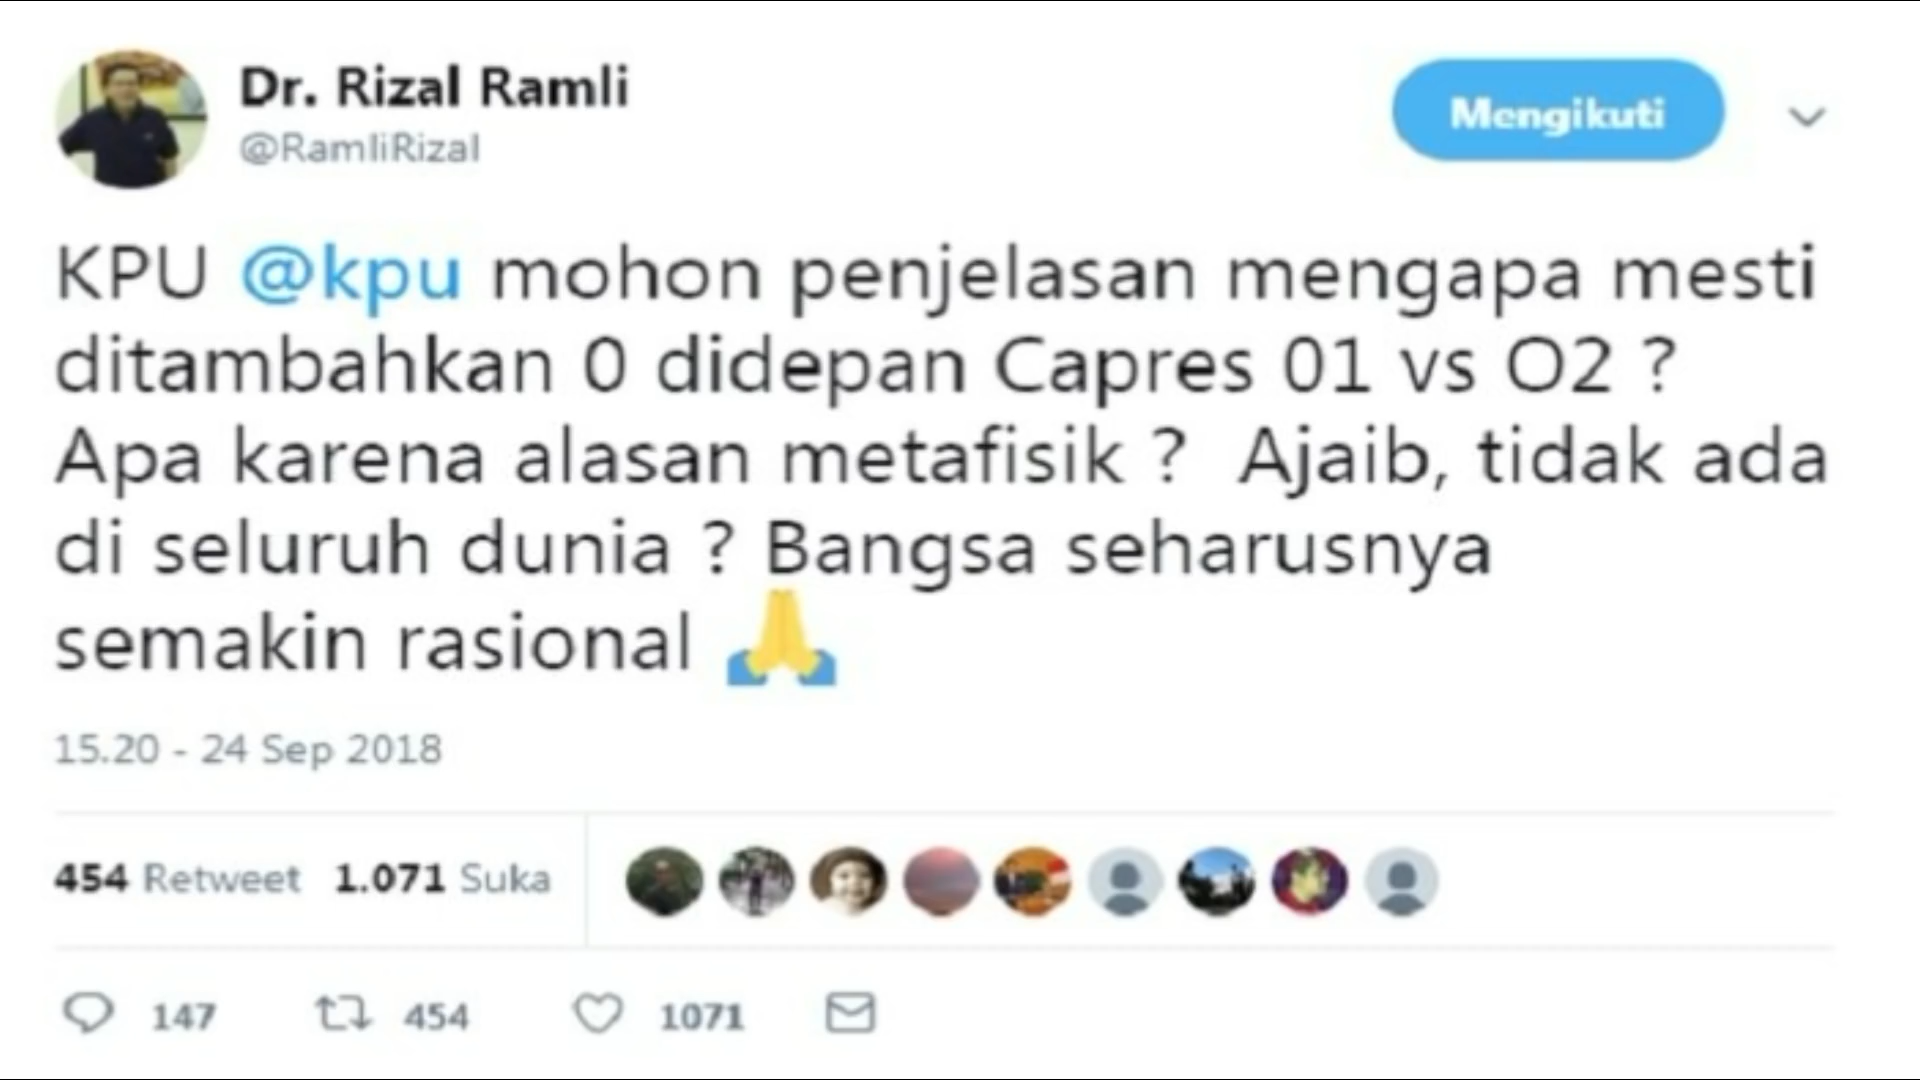 Dr. Rizal Ramli
@RamliRizal
Mengikuti
KPU @kpu mohon penjelasan mengapa mesti
ditambahkan 0 didepan Capres 01 vs O2 ?
Apa karena alasan metafisik ? Ajaib, tidak ada
di seluruh dunia ? Bangsa seharusnya
semakin rasional 🙏
15.20 - 24 Sep 2018
454 Retweet 1.071 Suka
147 454 1071